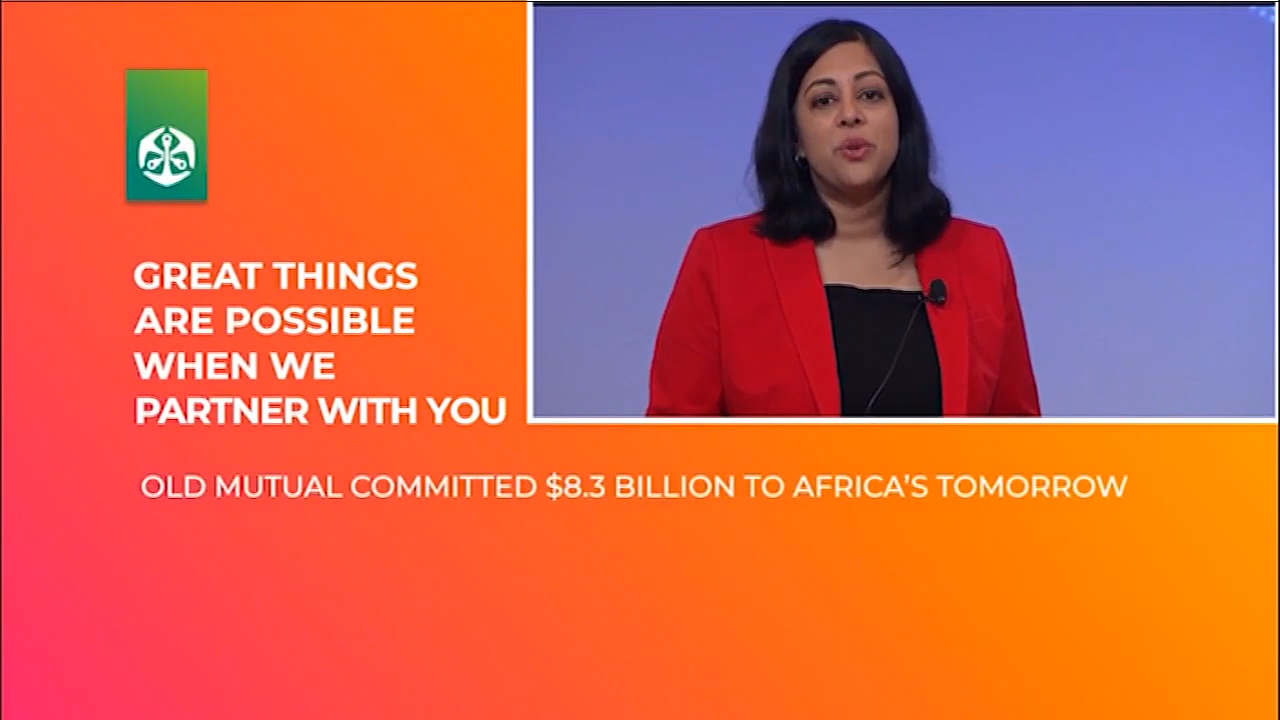 GREAT THINGS
ARE POSSIBLE
WHEN WE
PARTNER WITH YOU
OLD MUTUAL COMMITTED $8.3 BILLION TO AFRICA'S TOMORROW